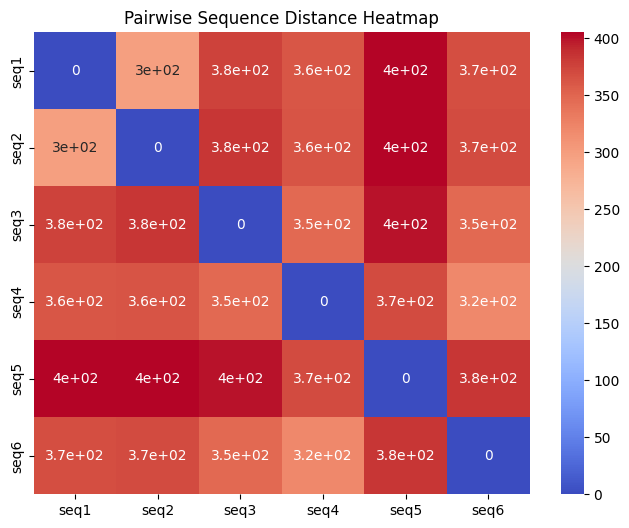 Pairwise Sequence Distance Heatmap
seq1 0 3e+02 3.8e+02 3.6e+02 4e+02 3.7e+02
seq2 3e+02 0 3.8e+02 3.6e+02 4e+02 3.7e+02
seq3 3.8e+02 3.8e+02 0 3.5e+02 4e+02 3.5e+02
seq4 3.6e+02 3.6e+02 3.5e+02 0 3.7e+02 3.2e+02
seq5 4e+02 4e+02 4e+02 3.7e+02 0 3.8e+02
seq6 3.7e+02 3.7e+02 3.5e+02 3.2e+02 3.8e+02 0
seq1 seq2 seq3 seq4 seq5 seq6
400
350
300
250
200
150
100
50
0